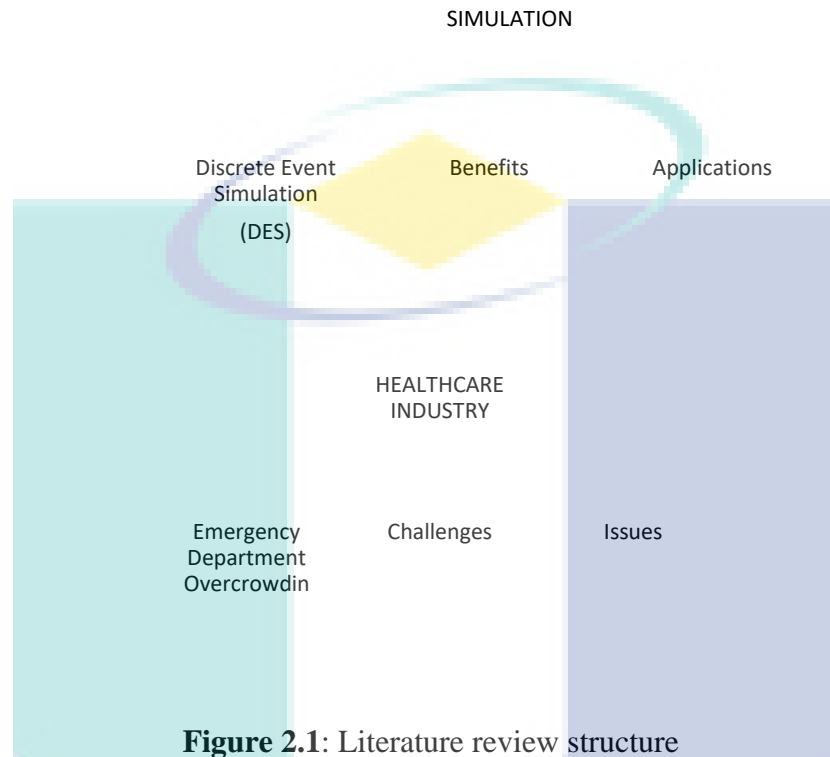 SIMULATION
Discrete Event
Simulation
(DES)
Benefits
Applications
HEALTHCARE
INDUSTRY
Emergency
Department
Overcrowdin
Challenges
Issues
Figure 2.1: Literature review structure